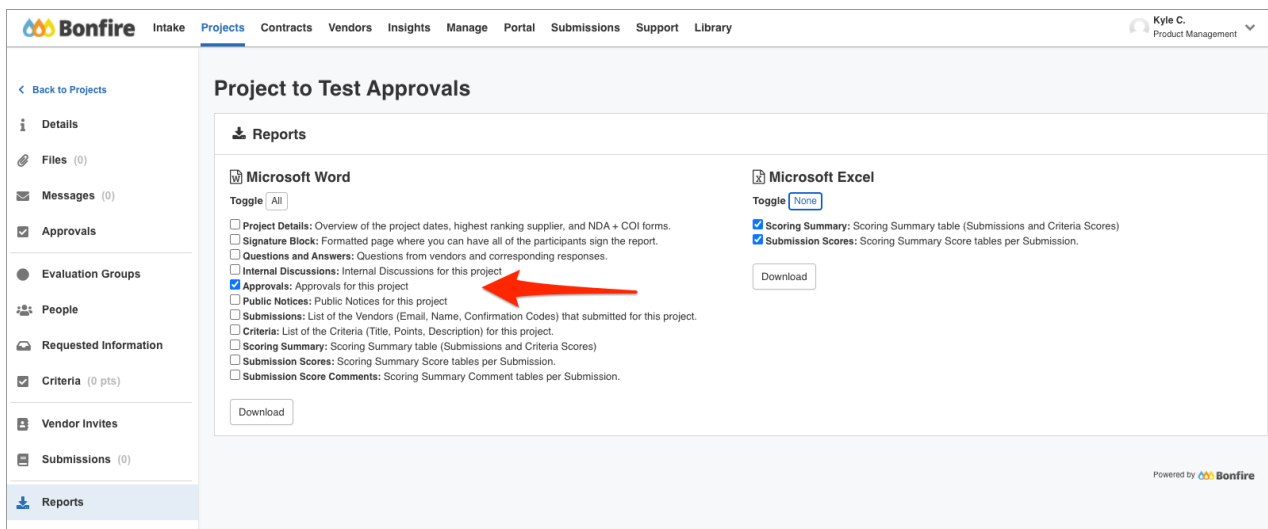 Bonfire
Intake Projects Contracts Vendors Insights Manage Portal Submissions Support Library
Kyle C.
Product Management
Back to Projects
Details
Files (0)
Messages (0)
Approvals
Evaluation Groups
People
Requested Information
Criteria (0 pts)
Vendor Invites
Submissions (0)
Reports
Project to Test Approvals
Reports
Microsoft Word
Toggle All
Project Details: Overview of the project dates, highest ranking supplier, and NDA + COI forms.
Signature Block: Formatted page where you can have all of the participants sign the report.
Questions and Answers: Questions from vendors and corresponding responses.
Internal Discussions: Internal Discussions for this project
Approvals: Approvals for this project
Public Notices: Public Notices for this project
Submissions: List of the Vendors (Email, Name, Confirmation Codes) that submitted for this project.
Criteria: List of the Criteria (Title, Points, Description) for this project.
Scoring Summary: Scoring Summary table (Submissions and Criteria Scores)
Submission Scores: Scoring Summary Score tables per Submission.
Submission Score Comments: Scoring Summary Comment tables per Submission.
Download
Microsoft Excel
Toggle None
Scoring Summary: Scoring Summary table (Submissions and Criteria Scores)
Submission Scores: Scoring Summary Score tables per Submission.
Download
Powered by Bonfire